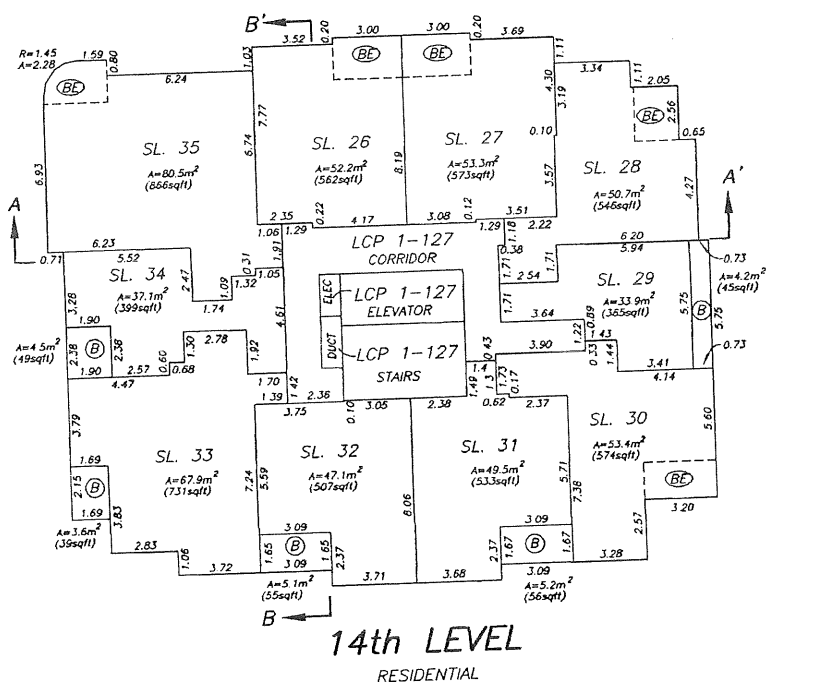 B'
3.52
0.20
3.00
3.00
0.20
3.69
R=1.45
A=2.28
1.59
0.80
BE
6.24
1.03
BE
BE
1.11
4.30
3.34
1.11
2.05
3.19
BE
2.56
7.77
6.74
8.19
0.10
3.57
0.65
6.93
SL. 35
A=80.5m²
(866sqft)
SL. 26
A=52.2m²
(562sqft)
SL. 27
A=53.3m²
(573sqft)
SL. 28
A=50.7m²
(546sqft)
4.27
A
A'
2.35
0.22
4.17
3.08
0.12
3.51
1.06
1.29
1.29
1.18
2.22
0.71
6.23
5.52
1.91
LCP 1-127
CORRIDOR
0.38
6.20
5.94
0.73
SL. 34
A=37.1m²
(399sqft)
2.47
1.09
0.31
1.32
1.05
1.74
1.71
2.54
1.71
1.71
SL. 29
A=33.9m²
(365sqft)
5.75
B
5.75
A=4.2m²
(45sqft)
3.28
ELEC
LCP 1-127
ELEVATOR
4.61
3.64
0.89
1.22
1.43
1.90
A=4.5m²
(49sqft)
2.38
B
2.38
1.90
2.57
4.47
0.60
0.68
1.30
2.78
1.92
DUCT
LCP 1-127
STAIRS
0.43
3.90
0.33
1.44
0.73
3.41
4.14
1.4
1.49
1.3
1.73
0.17
1.70
1.39
1.42
3.75
2.36
0.10
3.05
2.38
0.62
2.37
3.79
SL. 33
A=67.9m²
(731sqft)
SL. 32
A=47.1m²
(507sqft)
SL. 31
A=49.5m²
(533sqft)
SL. 30
A=53.4m²
(574sqft)
5.60
1.69
2.15
B
1.69
3.83
7.24
5.59
8.06
5.71
7.38
BE
3.20
2.57
A=3.6m²
(39sqft)
2.83
1.06
3.72
3.09
1.65
B
1.65
3.09
2.37
3.71
3.68
2.37
3.09
1.67
B
1.67
3.09
3.28
A=5.1m²
(55sqft)
A=5.2m²
(56sqft)
B
14th LEVEL
RESIDENTIAL